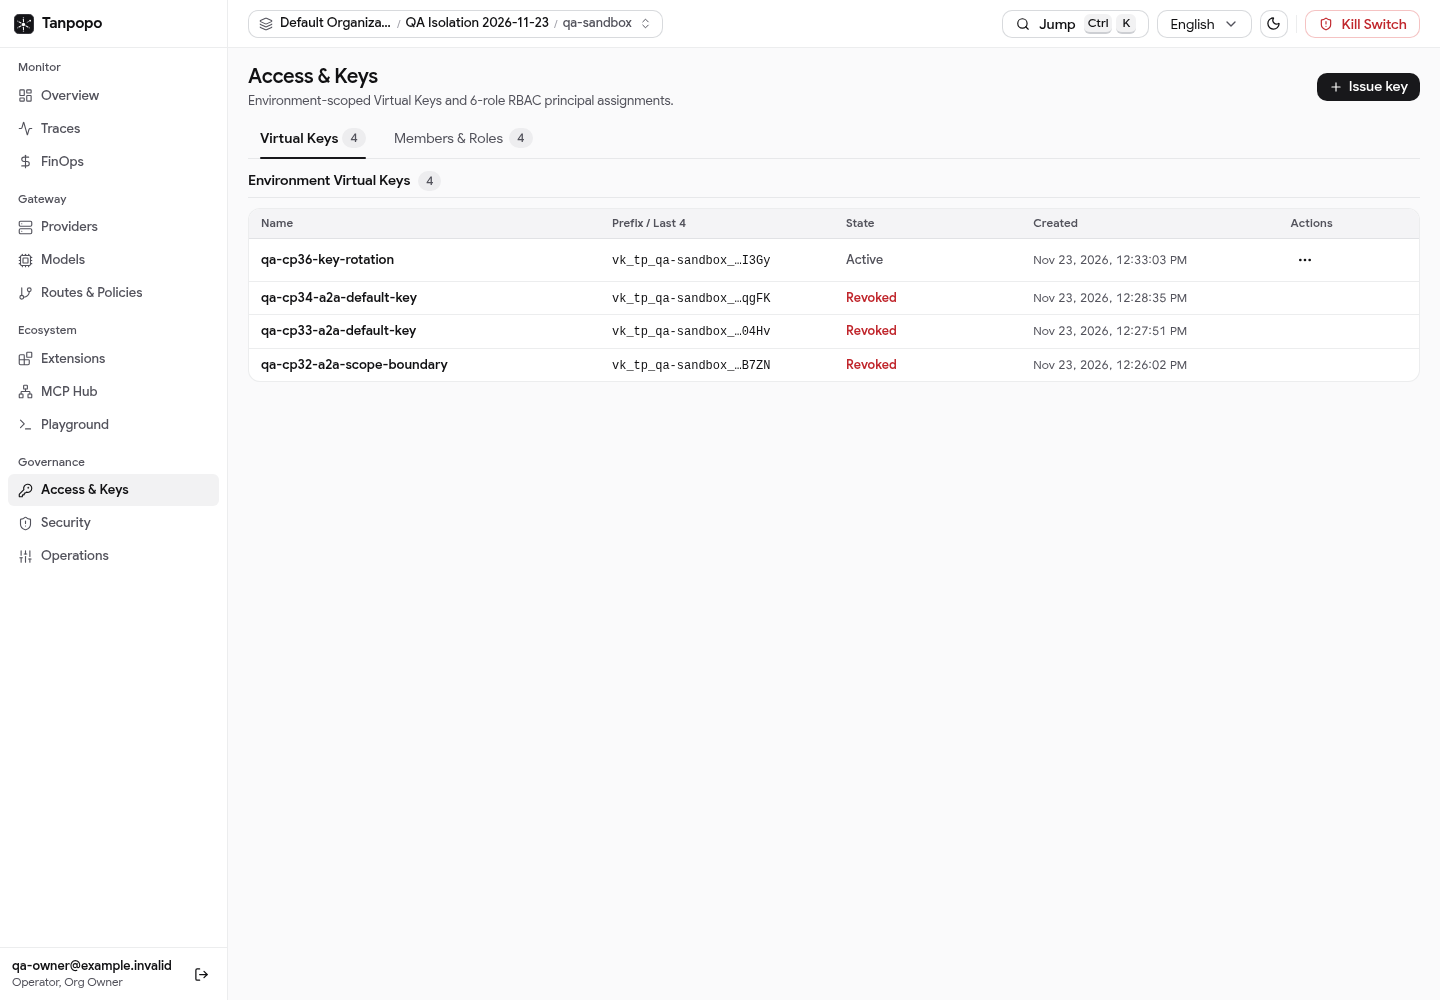 Tanpopo
Default Organiza... / QA Isolation 2026-11-23 / qa-sandbox
Jump Ctrl K
English
Kill Switch
Monitor
Overview
Traces
FinOps
Gateway
Providers
Models
Routes & Policies
Ecosystem
Extensions
MCP Hub
Playground
Governance
Access & Keys
Security
Operations
qa-owner@example.invalid
Operator, Org Owner
Access & Keys
Environment-scoped Virtual Keys and 6-role RBAC principal assignments.
Issue key
Virtual Keys 4 Members & Roles 4
Environment Virtual Keys 4
Name Prefix / Last 4 State Created Actions
qa-cp36-key-rotation vk_tp_qa-sandbox_…I3Gy Active Nov 23, 2026, 12:33:03 PM
qa-cp34-a2a-default-key vk_tp_qa-sandbox_…qgFK Revoked Nov 23, 2026, 12:28:35 PM
qa-cp33-a2a-default-key vk_tp_qa-sandbox_…04Hv Revoked Nov 23, 2026, 12:27:51 PM
qa-cp32-a2a-scope-boundary vk_tp_qa-sandbox_…B7ZN Revoked Nov 23, 2026, 12:26:02 PM